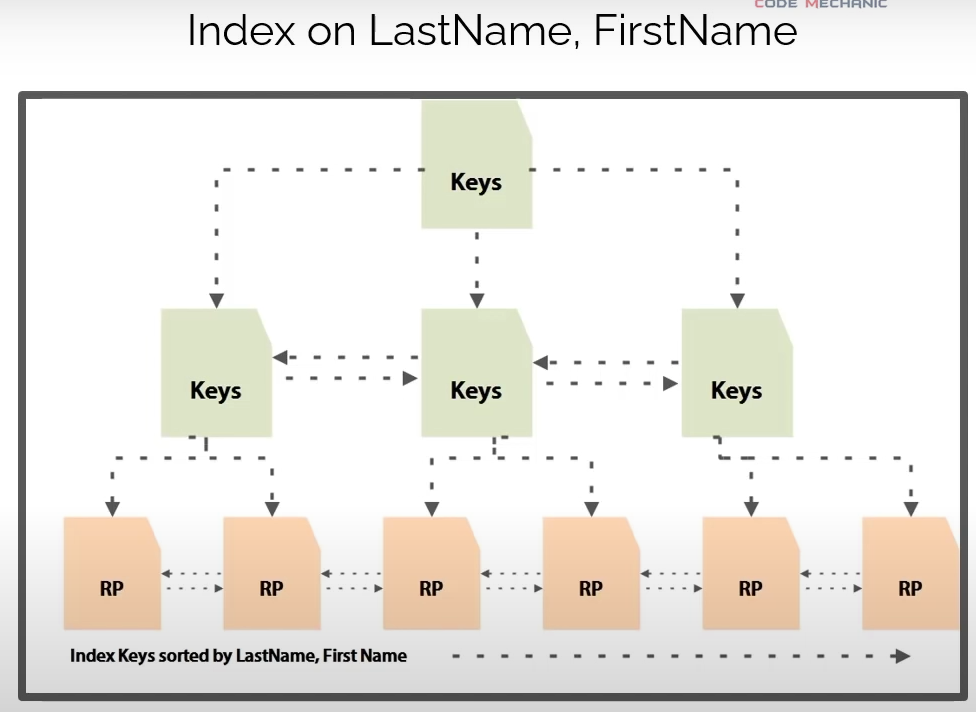 CODE MECHANIC
Index on LastName, FirstName
Keys
Keys
Keys
Keys
RP
RP
RP
RP
RP
RP
Index Keys sorted by LastName, First Name